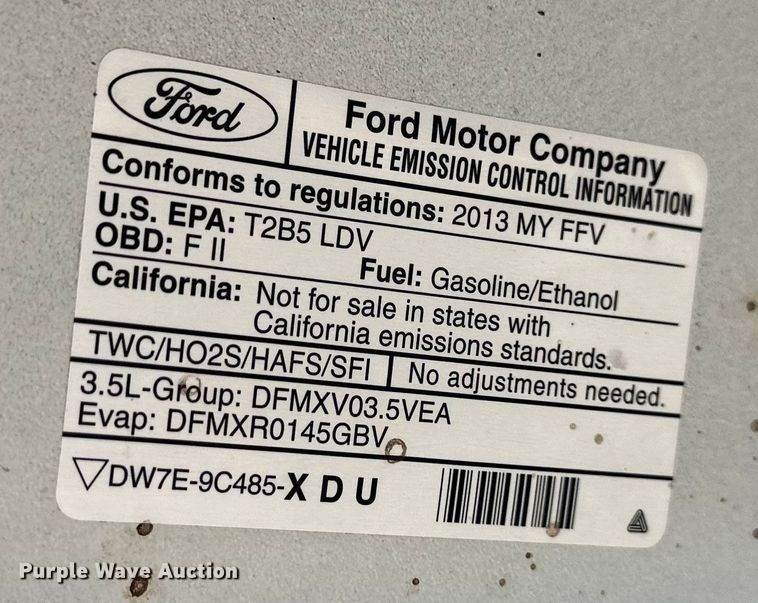 Ford
Ford Motor Company
VEHICLE EMISSION CONTROL INFORMATION
Conforms to regulations: 2013 MY FFV
U.S. EPA: T2B5 LDV
OBD: F II
Fuel: Gasoline/Ethanol
California: Not for sale in states with
California emissions standards.
TWC/HO2S/HAFS/SFI
No adjustments needed.
3.5L-Group: DFMXV03.5VEA
Evap: DFMXR0145GBV
DW7E-9C485-XDU
Purple Wave Auction